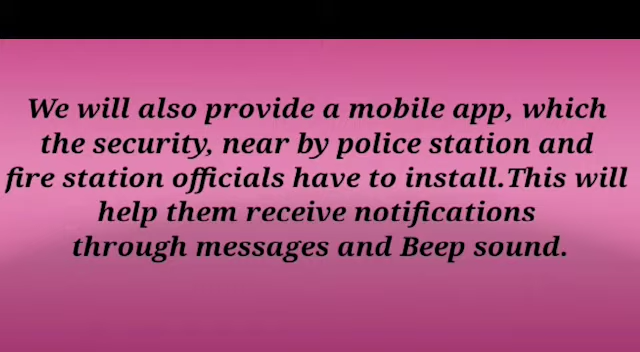 We will also provide a mobile app, which
the security, near by police station and
fire station officials have to install.This will
help them receive notifications
through messages and Beep sound.